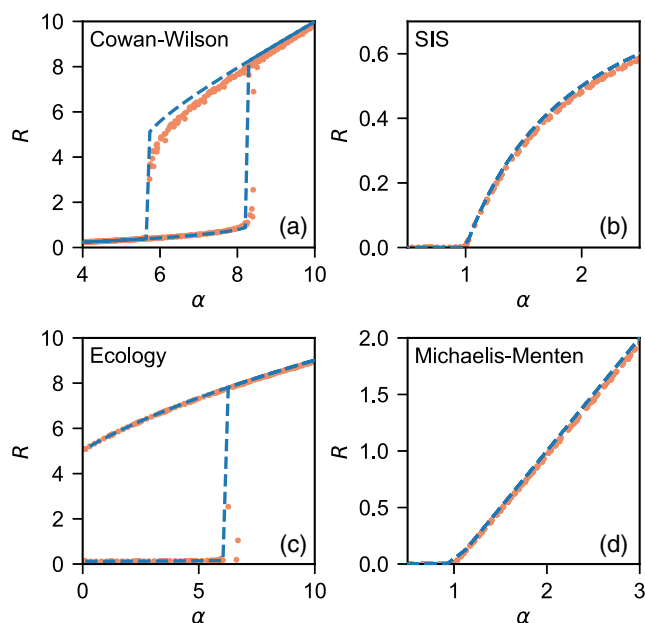 10
8
6
4
2
0
R
Cowan-Wilson
(a)
4 6 8 10
α
0.6
0.4
0.2
0.0
R
SIS
(b)
1 2
α
10
8
6
4
2
0
R
Ecology
(c)
0 5 10
α
2.0
1.5
1.0
0.5
0.0
R
Michaelis-Menten
(d)
1 2 3
α